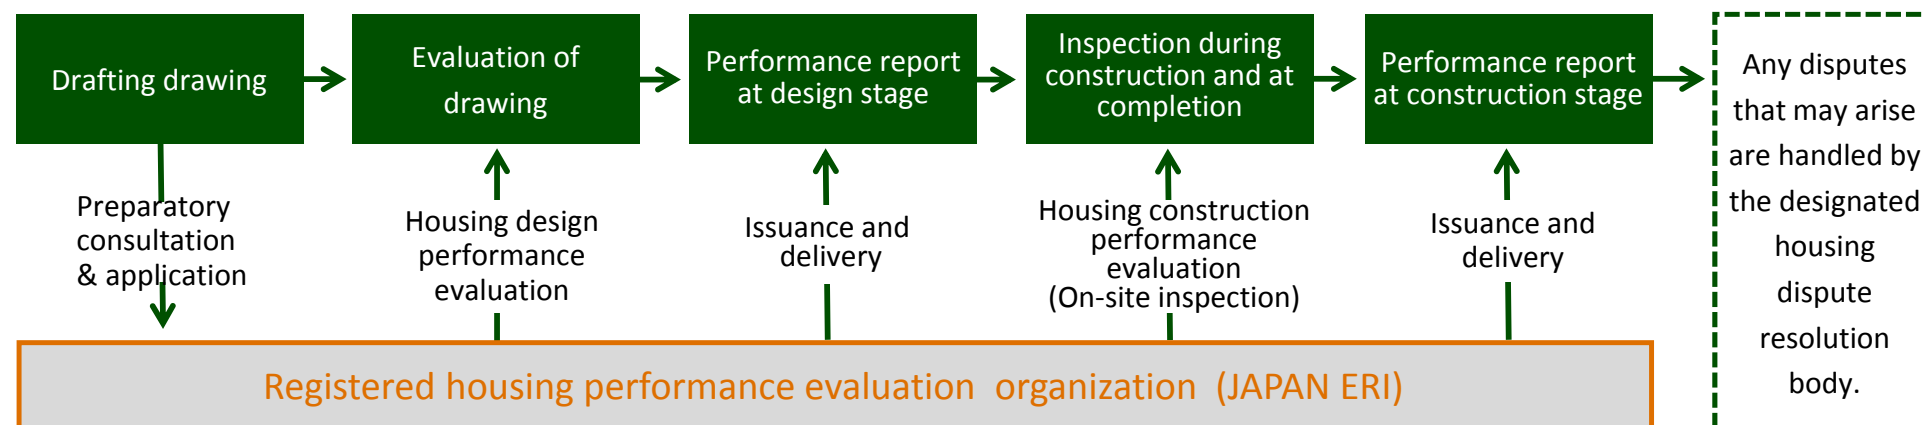 Drafting drawing
Evaluation of
drawing
Performance report
at design stage
Inspection during
construction and at
completion
Performance report
at construction stage
Any disputes
that may arise
are handled by
the designated
housing
dispute
resolution
body.
Preparatory
consultation
& application
Housing design
performance
evaluation
Issuance and
delivery
Housing construction
performance
evaluation
(On-site inspection)
Issuance and
delivery
Registered housing performance evaluation organization (JAPAN ERI)